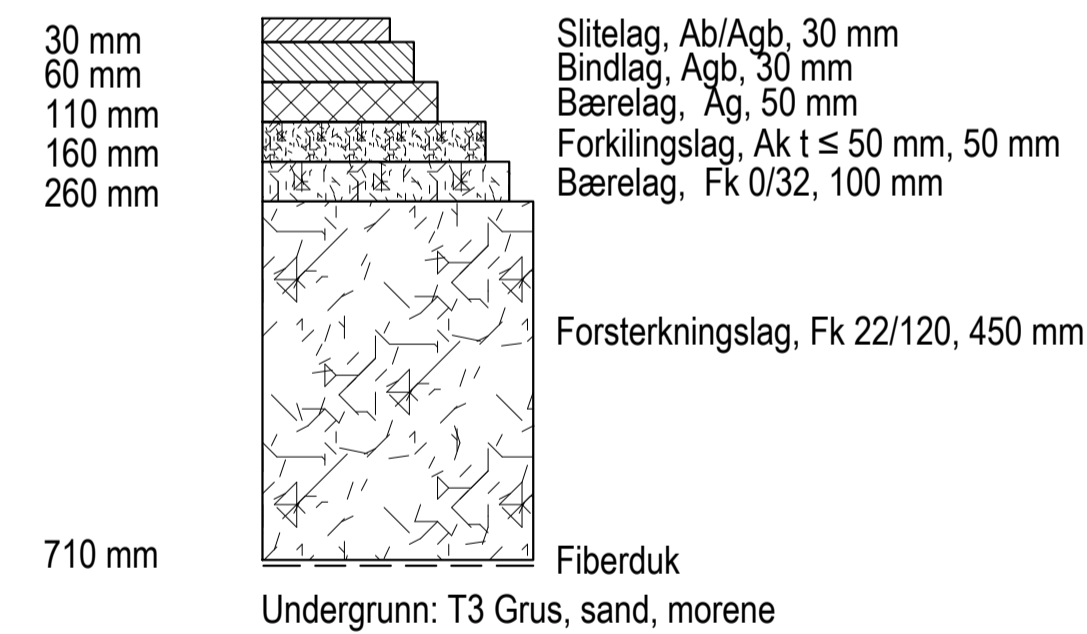 30 mm Slitelag, Ab/Agb, 30 mm
60 mm Bindlag, Agb, 30 mm
110 mm Bærelag, Ag, 50 mm
160 mm Forkilingslag, Ak t ≤ 50 mm, 50 mm
260 mm Bærelag, Fk 0/32, 100 mm
Forsterkningslag, Fk 22/120, 450 mm
710 mm Fiberduk
Undergrunn: T3 Grus, sand, morene